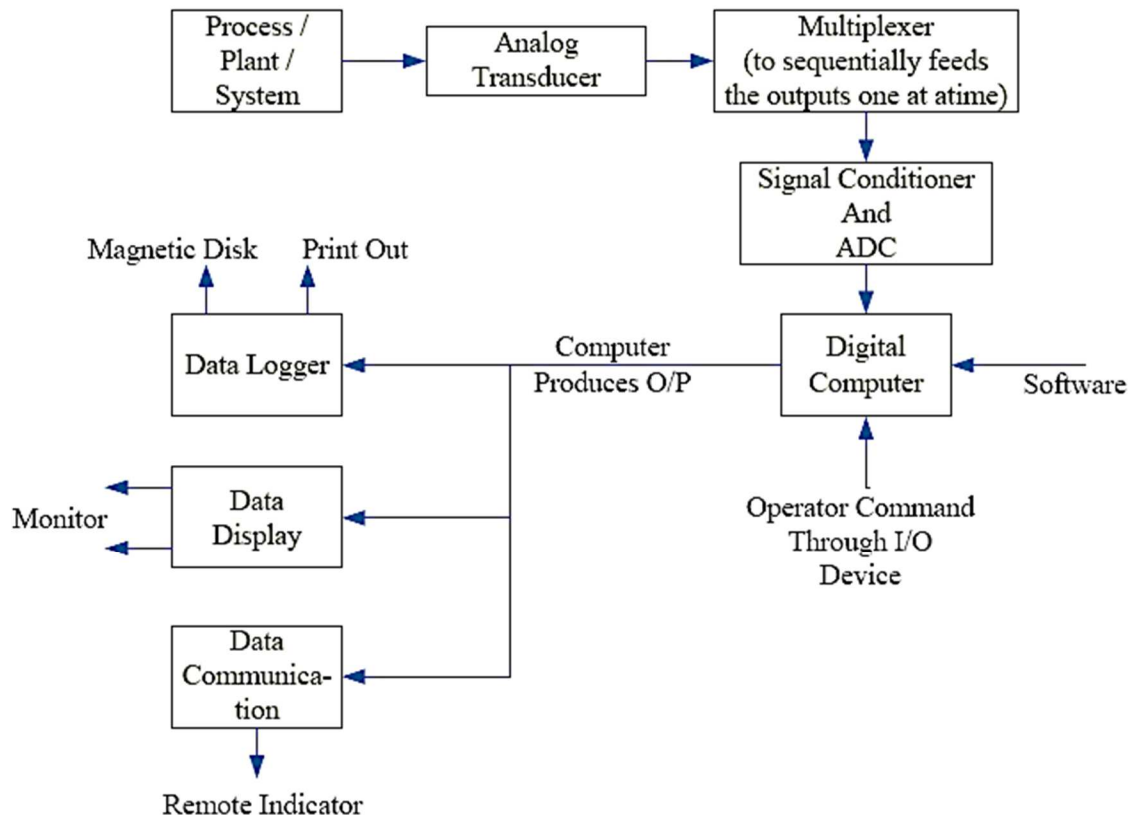 Process /
Plant /
System
Analog
Transducer
Multiplexer
(to sequentially feeds
the outputs one at atime)
Signal Conditioner
And
ADC
Magnetic Disk
Print Out
Data Logger
Computer
Produces O/P
Digital
Computer
Software
Data
Display
Monitor
Operator Command
Through I/O
Device
Data
Communica-
tion
Remote Indicator